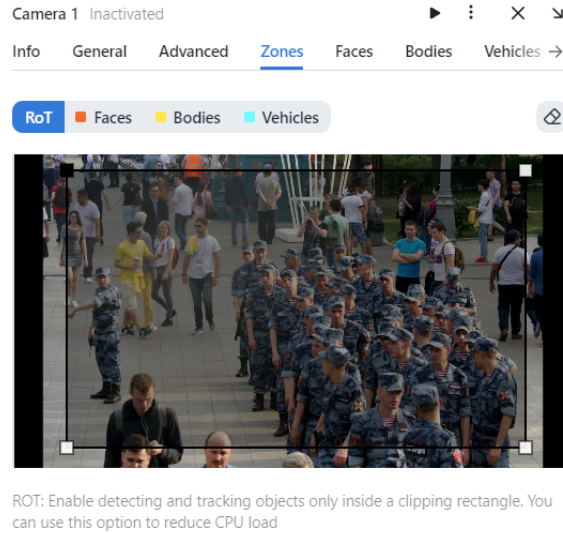 Camera 1 Inactivated
Info General Advanced Zones Faces Bodies Vehicles
RoT Faces Bodies Vehicles
ROT: Enable detecting and tracking objects only inside a clipping rectangle. You
can use this option to reduce CPU load